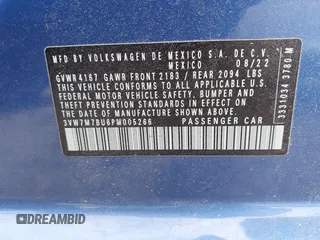 MFD BY VOLKSWAGEN DE MEXICO S.A. DE C.V.
MEXICO 08/22
GVWR 4167 GAWR FRONT 2183 / REAR 2094 LBS
THIS VEHICLE CONFORMS TO ALL APPLICABLE U.S.
FEDERAL MOTOR VEHICLE SAFETY, BUMPER AND
THEFT PREVENTION STANDARDS IN EFFECT ON THE
DATE OF MANUFACTURE SHOWN ABOVE
3VW7M7BU6PM005266 PASSENGER CAR
3331034 3780 M
DREAMBID